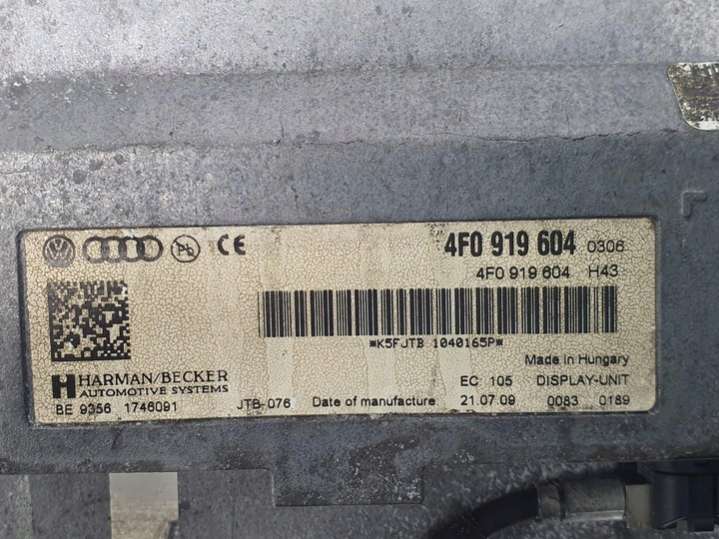 4F0 919 604 0306
4F0 919 604 H43
*K5FJTB 1040165P*
Made in Hungary
HARMAN/BECKER
AUTOMOTIVE SYSTEMS
EC 105 DISPLAY-UNIT
BE 9356 1746091 JTB-076 Date of manufacture 21.07.09 0083 0189